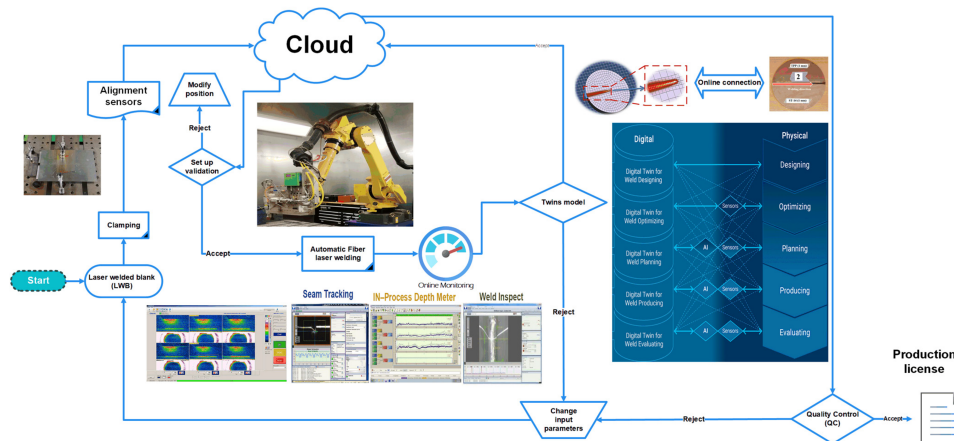 Cloud
Accept
Alignment
sensors
Modify
position
Reject
Set up
validation
Accept
Clamping
Start
Laser welded blank
(LWB)
Automatic Fiber
laser welding
Online Monitoring
Twins model
Reject
Seam Tracking
IN–Process Depth Meter
Weld Inspect
Change
input
parameters
Reject
Quality Control
(QC)
Accept
Production
license
Online connection
2
Digital
Physical
Digital Twin for
Weld Designing
Designing
Digital Twin for
Weld Optimizing
Sensors
Optimizing
Digital Twin for
Weld Planning
AI
Sensors
Planning
Digital Twin for
Weld Producing
AI
Sensors
Producing
Digital Twin for
Weld Evaluating
AI
Sensors
Evaluating